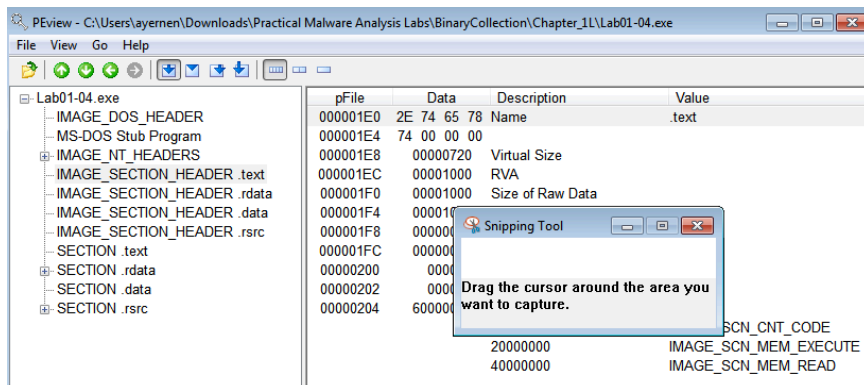 PEview - C:\Users\ayernen\Downloads\Practical Malware Analysis Labs\BinaryCollection\Chapter_1L\Lab01-04.exe
File View Go Help
Lab01-04.exe
IMAGE_DOS_HEADER
MS-DOS Stub Program
IMAGE_NT_HEADERS
IMAGE_SECTION_HEADER .text
IMAGE_SECTION_HEADER .rdata
IMAGE_SECTION_HEADER .data
IMAGE_SECTION_HEADER .rsrc
SECTION .text
SECTION .rdata
SECTION .data
SECTION .rsrc
pFile Data Description Value
000001E0 2E 74 65 78 Name .text
000001E4 74 00 00 00
000001E8 00000720 Virtual Size
000001EC 00001000 RVA
000001F0 00001000 Size of Raw Data
000001F4
000001F8
000001FC
00000200
00000202
00000204
Snipping Tool
Drag the cursor around the area you
want to capture.
SCN_CNT_CODE
20000000 IMAGE_SCN_MEM_EXECUTE
40000000 IMAGE_SCN_MEM_READ